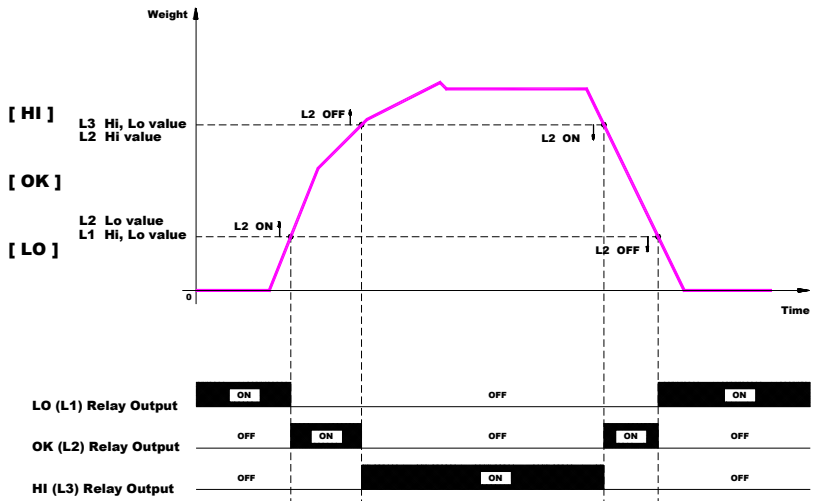 Weight
[ HI ]
L3 Hi, Lo value
L2 Hi value
L2 OFF
L2 ON
[ OK ]
L2 Lo value
L1 Hi, Lo value
L2 ON
L2 OFF
[ LO ]
0
Time
LO (L1) Relay Output
ON
OFF
ON
OK (L2) Relay Output
OFF
ON
OFF
ON
OFF
HI (L3) Relay Output
OFF
ON
OFF